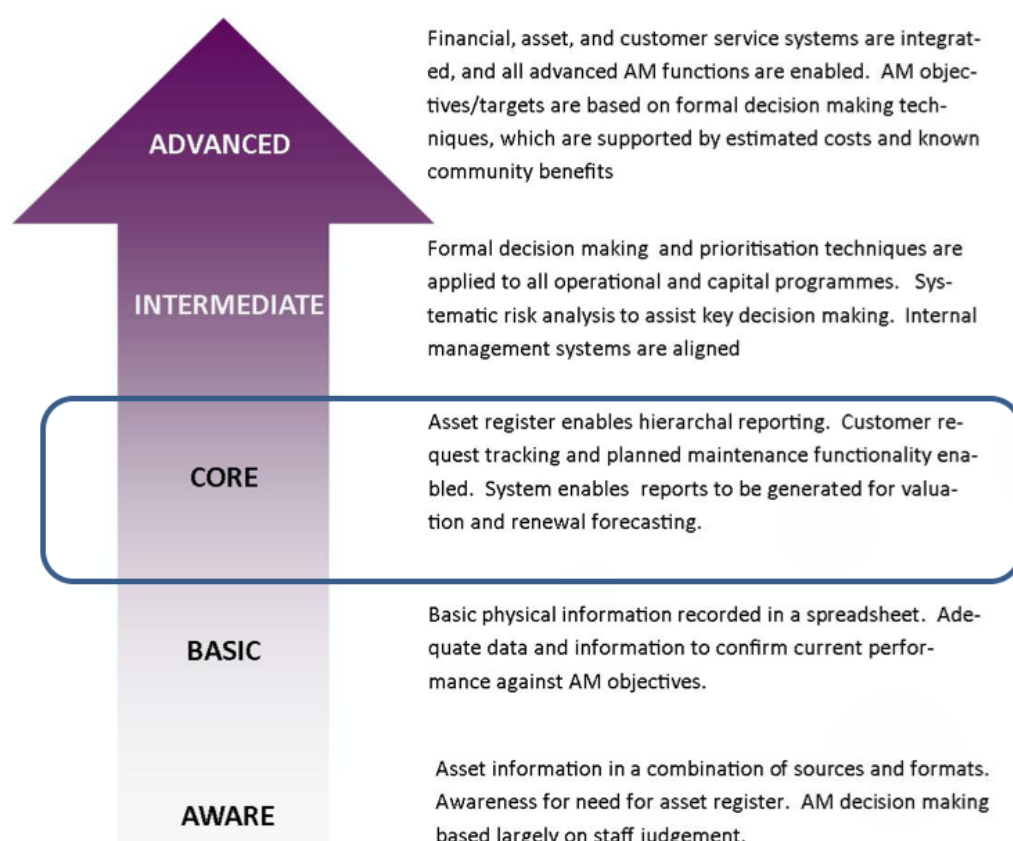 ADVANCED
Financial, asset, and customer service systems are integrat-
ed, and all advanced AM functions are enabled.  AM objec-
tives/targets are based on formal decision making tech-
niques, which are supported by estimated costs and known
community benefits
INTERMEDIATE
Formal decision making  and prioritisation techniques are
applied to all operational and capital programmes.   Sys-
tematic risk analysis to assist key decision making.  Internal
management systems are aligned
CORE
Asset register enables hierarchal reporting.  Customer re-
quest tracking and planned maintenance functionality ena-
bled.  System enables  reports to be generated for valua-
tion and renewal forecasting.
BASIC
Basic physical information recorded in a spreadsheet.  Ade-
quate data and information to confirm current perfor-
mance against AM objectives.
AWARE
Asset information in a combination of sources and formats.
Awareness for need for asset register.  AM decision making
based largely on staff judgement.